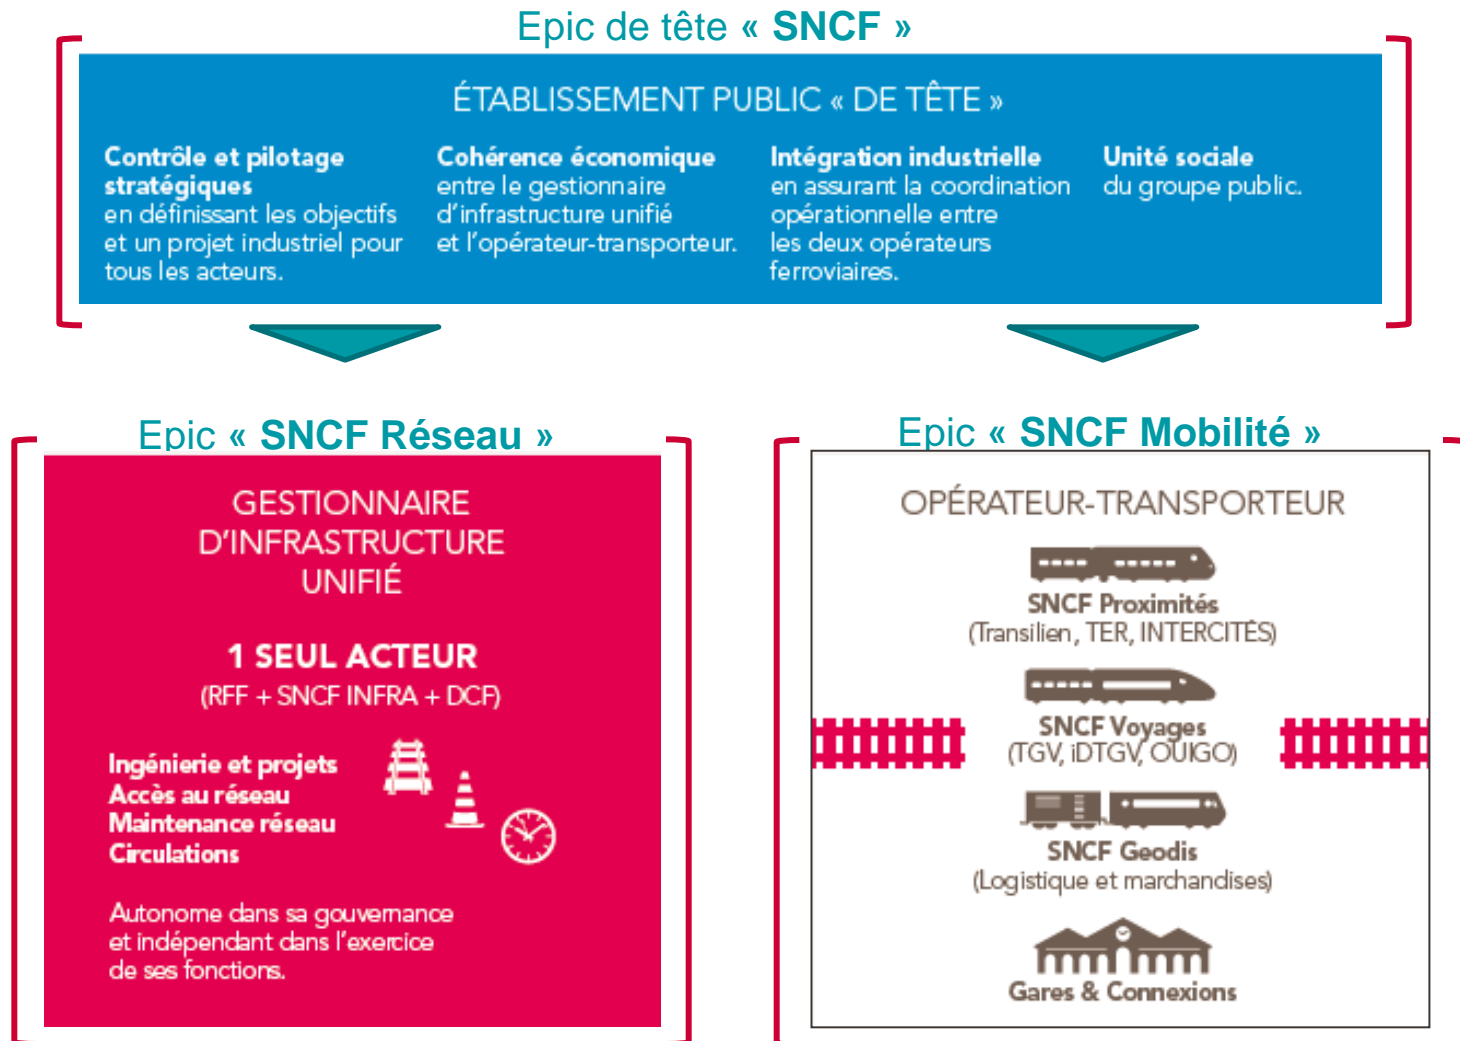 Epic de tête « SNCF »
ÉTABLISSEMENT PUBLIC « DE TÊTE »
Contrôle et pilotage
stratégiques
en définissant les objectifs
et un projet industriel pour
tous les acteurs.
Cohérence économique
entre le gestionnaire
d'infrastructure unifié
et l'opérateur-transporteur.
Intégration industrielle
en assurant la coordination
opérationnelle entre
les deux opérateurs
ferroviaires.
Unité sociale
du groupe public.
Epic « SNCF Réseau »
GESTIONNAIRE
D'INFRASTRUCTURE
UNIFIÉ
1 SEUL ACTEUR
(RFF + SNCF INFRA + DCF)
Ingénierie et projets
Accès au réseau
Maintenance réseau
Circulations
Autonome dans sa gouvernance
et indépendant dans l'exercice
de ses fonctions.
Epic « SNCF Mobilité »
OPÉRATEUR-TRANSPORTEUR
SNCF Proximités
(Transilien, TER, INTERCITÉS)
SNCF Voyages
(TGV, iDTGV, OUIGO)
SNCF Geodis
(Logistique et marchandises)
Gares & Connexions